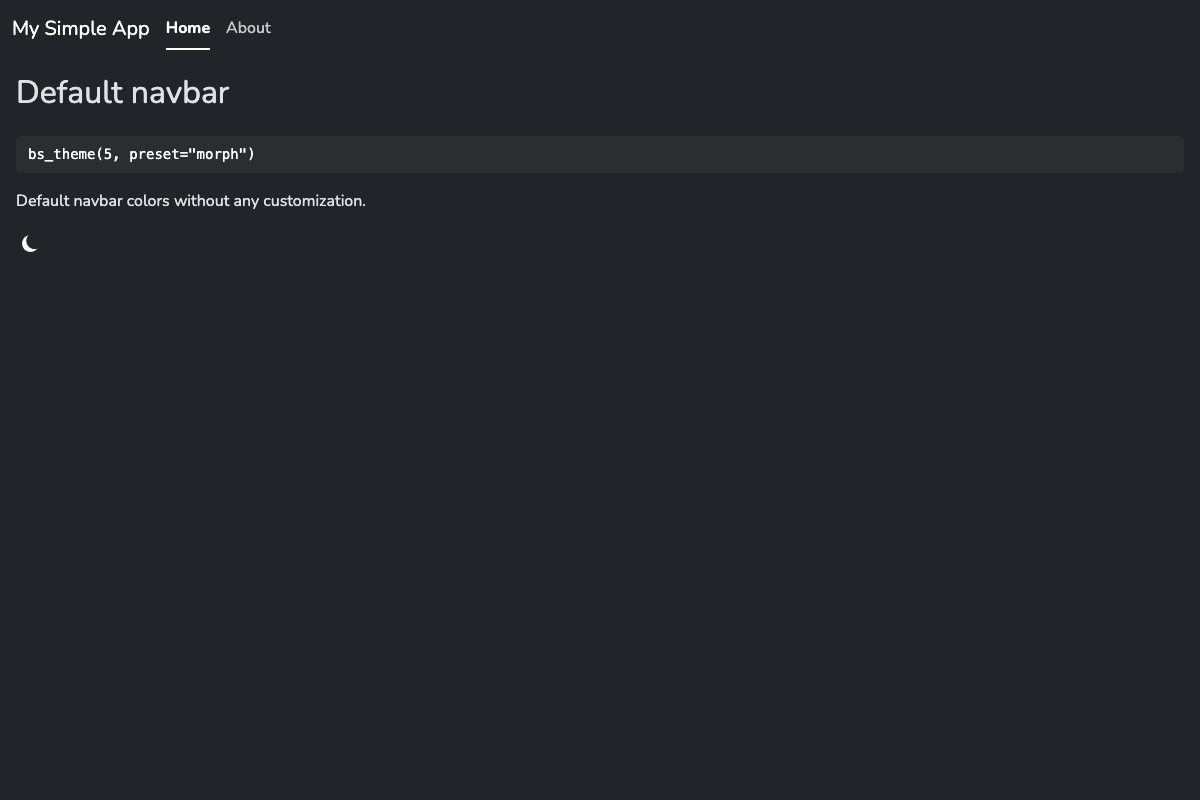 My Simple App Home About
Default navbar
bs_theme(5, preset="morph")
Default navbar colors without any customization.